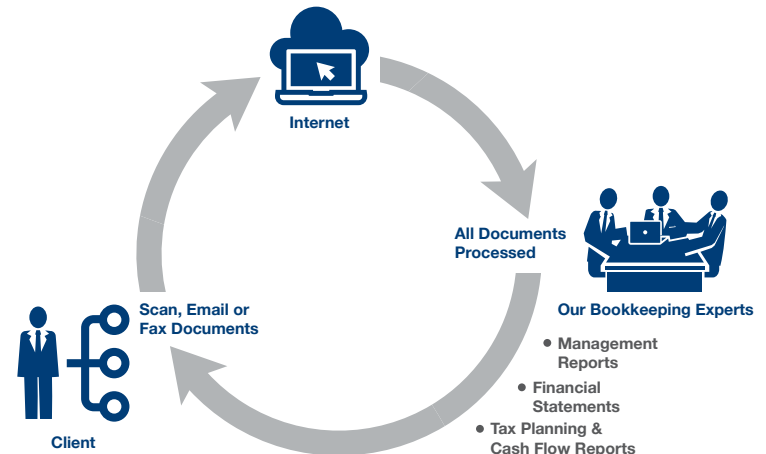 Internet
All Documents
Processed
Our Bookkeeping Experts
Scan, Email or
Fax Documents
Client
• Management
Reports
• Financial
Statements
• Tax Planning &
Cash Flow Reports